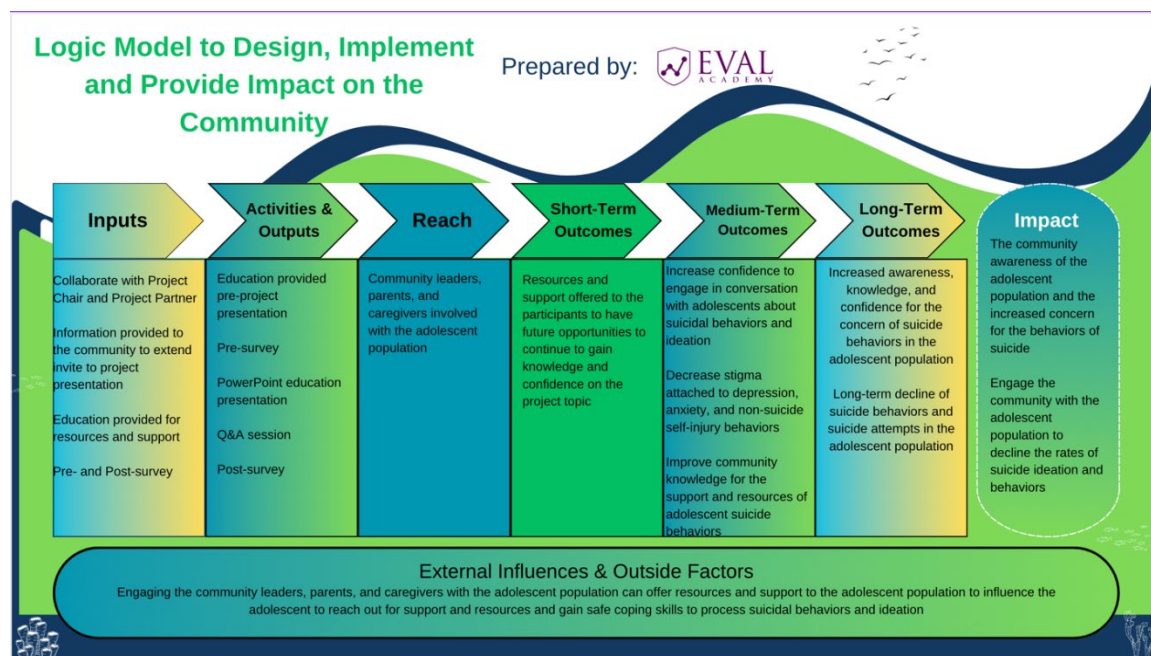 Logic Model to Design, Implement
and Provide Impact on the
Community
Prepared by:
EVAL
ACADEMY
Inputs
Collaborate with Project
Chair and Project Partner
Information provided to
the community to extend
invite to project
presentation
Education provided for
resources and support
Pre- and Post-survey
Activities &
Outputs
Education provided
pre-project
presentation
Pre-survey
PowerPoint education
presentation
Q&A session
Post-survey
Reach
Community leaders,
parents, and
caregivers involved
with the adolescent
population
Short-Term
Outcomes
Resources and
support offered to the
participants to have
future opportunities to
continue to gain
knowledge and
confidence on the
project topic
Medium-Term
Outcomes
Increase confidence to
engage in conversation
with adolescents about
suicidal behaviors and
ideation
Decrease stigma
attached to depression,
anxiety, and non-suicide
self-injury behaviors
Improve community
knowledge for the
support and resources of
adolescent suicide
behaviors
Long-Term
Outcomes
Increased awareness,
knowledge, and
confidence for the
concern of suicide
behaviors in the
adolescent population
Long-term decline of
suicide behaviors and
suicide attempts in the
adolescent population
Impact
The community
awareness of the
adolescent
population and the
increased concern
for the behaviors of
suicide
Engage the
community with the
adolescent
population to
decline the rates of
suicide ideation and
behaviors
External Influences & Outside Factors
Engaging the community leaders, parents, and caregivers with the adolescent population can offer resources and support to the adolescent population to influence the
adolescent to reach out for support and resources and gain safe coping skills to process suicidal behaviors and ideation